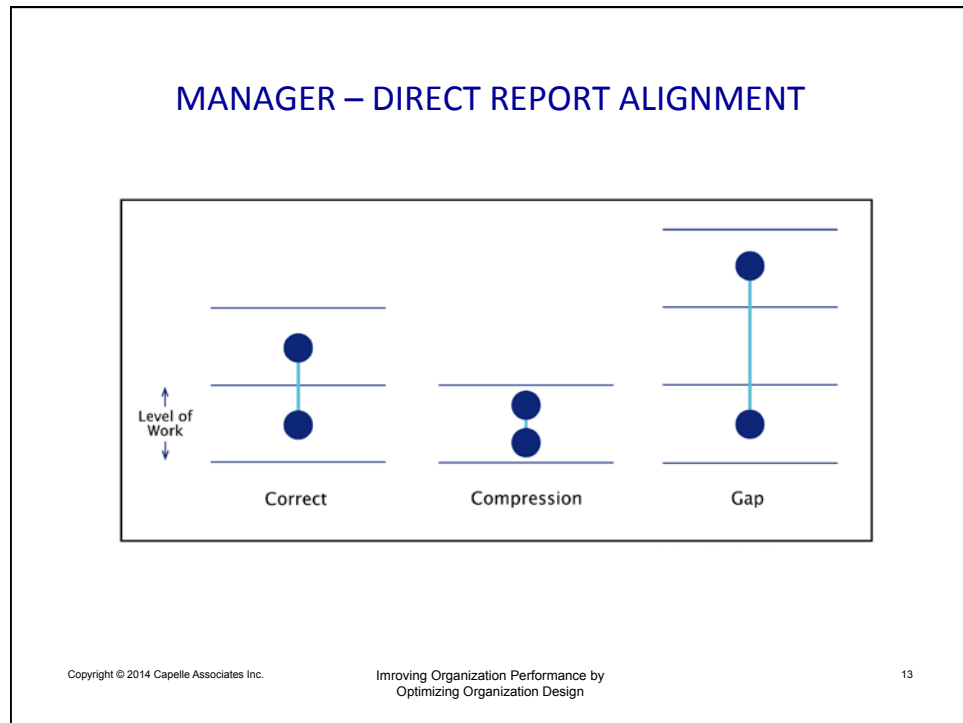 MANAGER – DIRECT REPORT ALIGNMENT
Level of
Work
Correct
Compression
Gap
Copyright © 2014 Capelle Associates Inc.
Imroving Organization Performance by
Optimizing Organization Design
13